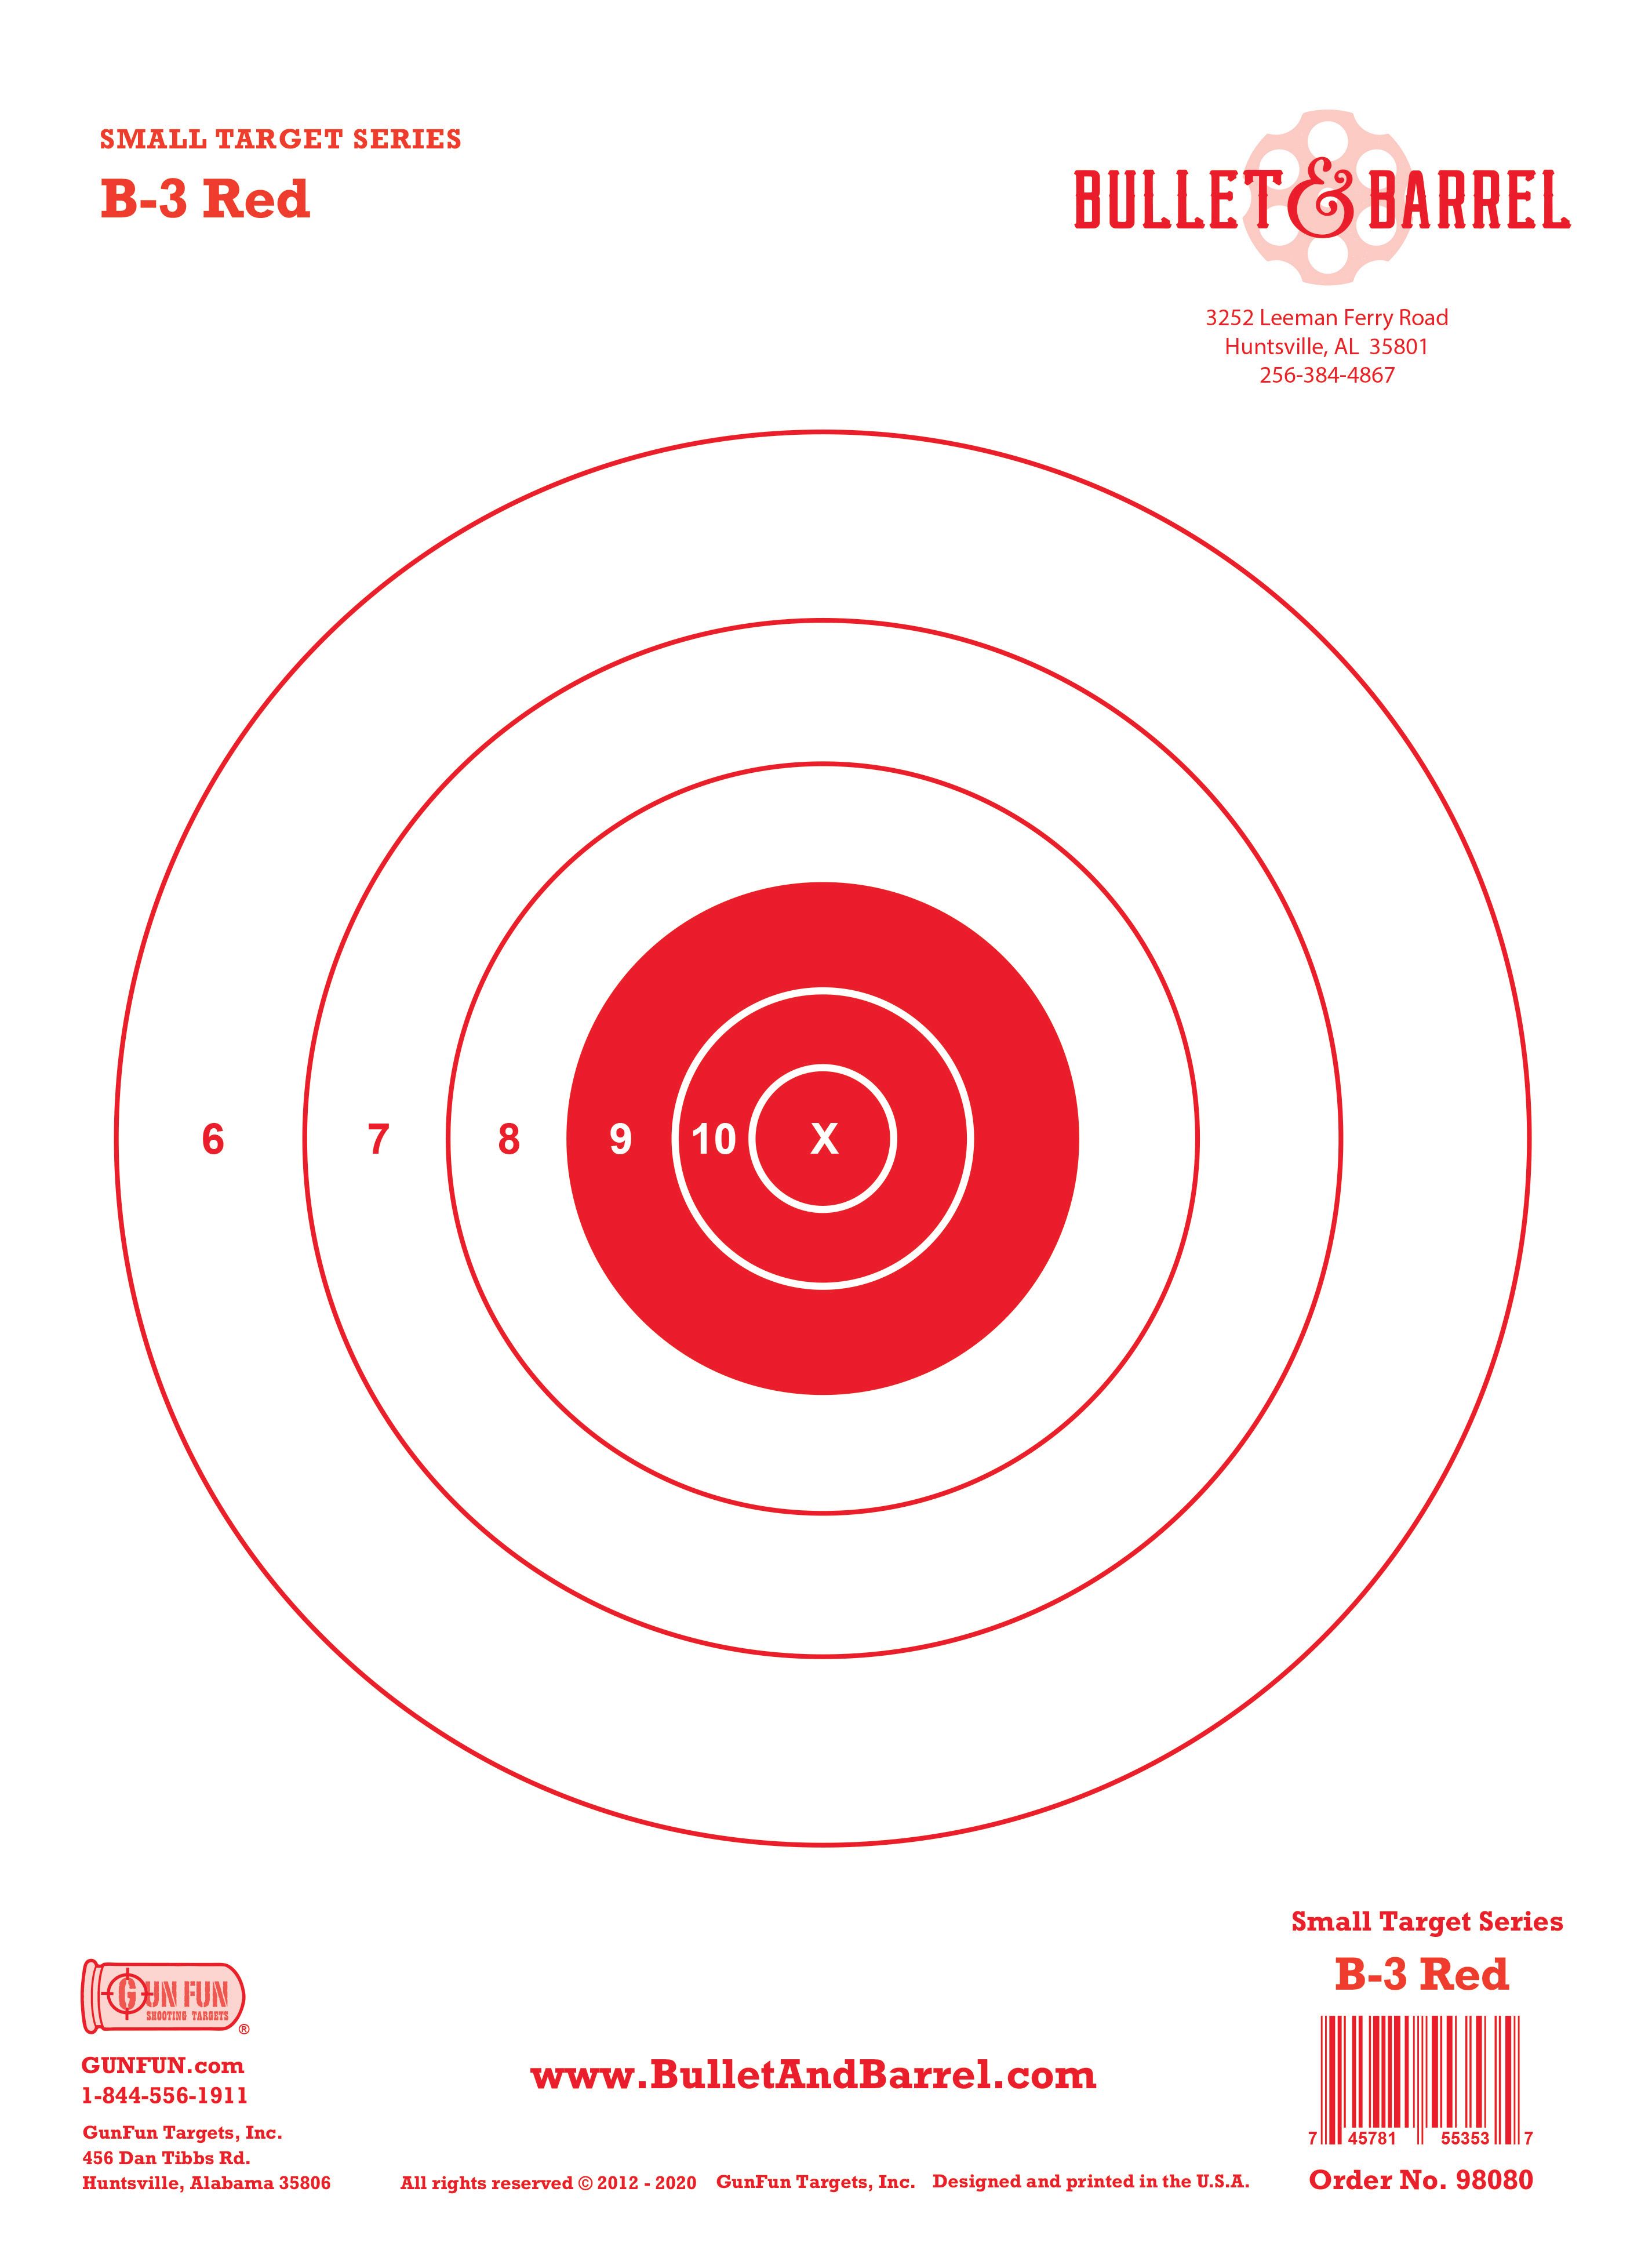 SMALL TARGET SERIES
B-3 Red
BULLET & BARREL
3252 Leeman Ferry Road
Huntsville, AL 35801
256-384-4867
6 7 8 9 10 X
Small Target Series
B-3 Red
GUN FUN
SHOOTING TARGETS
®
GUNFUN.com
1-844-556-1911
GunFun Targets, Inc.
456 Dan Tibbs Rd.
Huntsville, Alabama 35806
www.BulletAndBarrel.com
All rights reserved © 2012 - 2020 GunFun Targets, Inc. Designed and printed in the U.S.A.
7 45781 55353 7
Order No. 98080